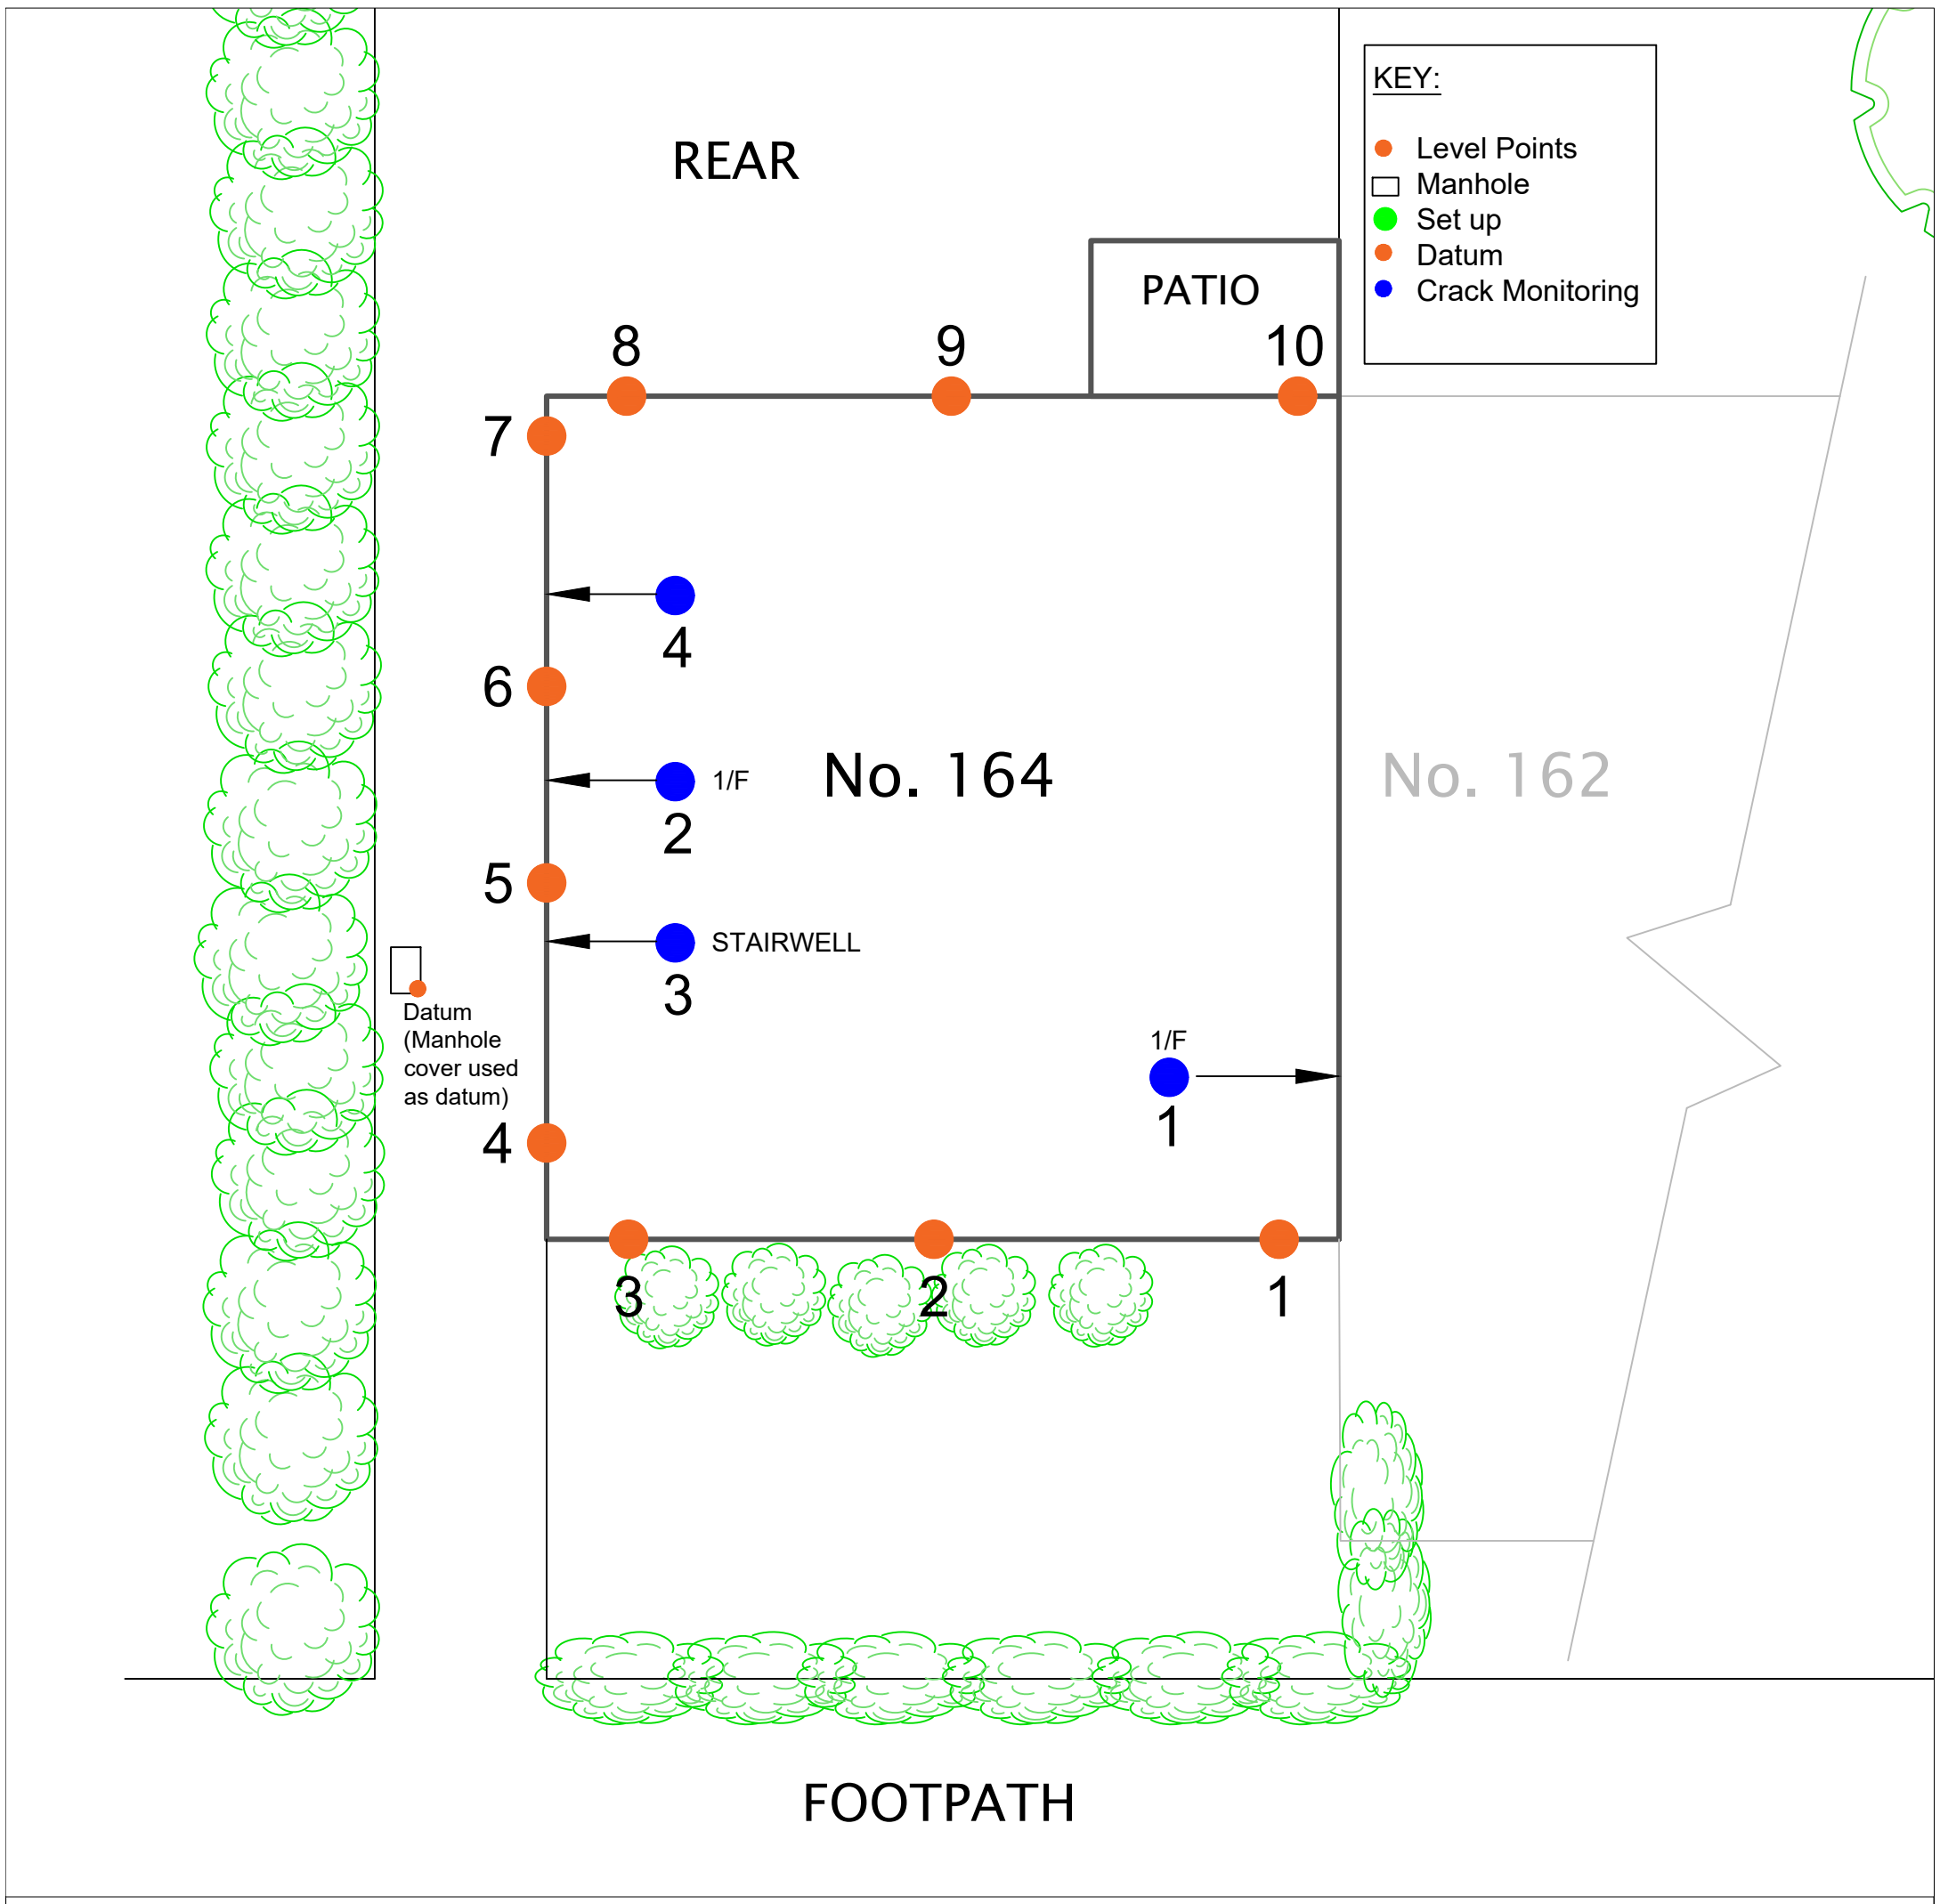 REAR
KEY:
Level Points
Manhole
Set up
Datum
Crack Monitoring
PATIO
8
9
10
7
4
6
No. 164
No. 162
1/F
2
5
STAIRWELL
3
Datum
(Manhole
cover used
as datum)
1/F
1
4
3
2
1
FOOTPATH